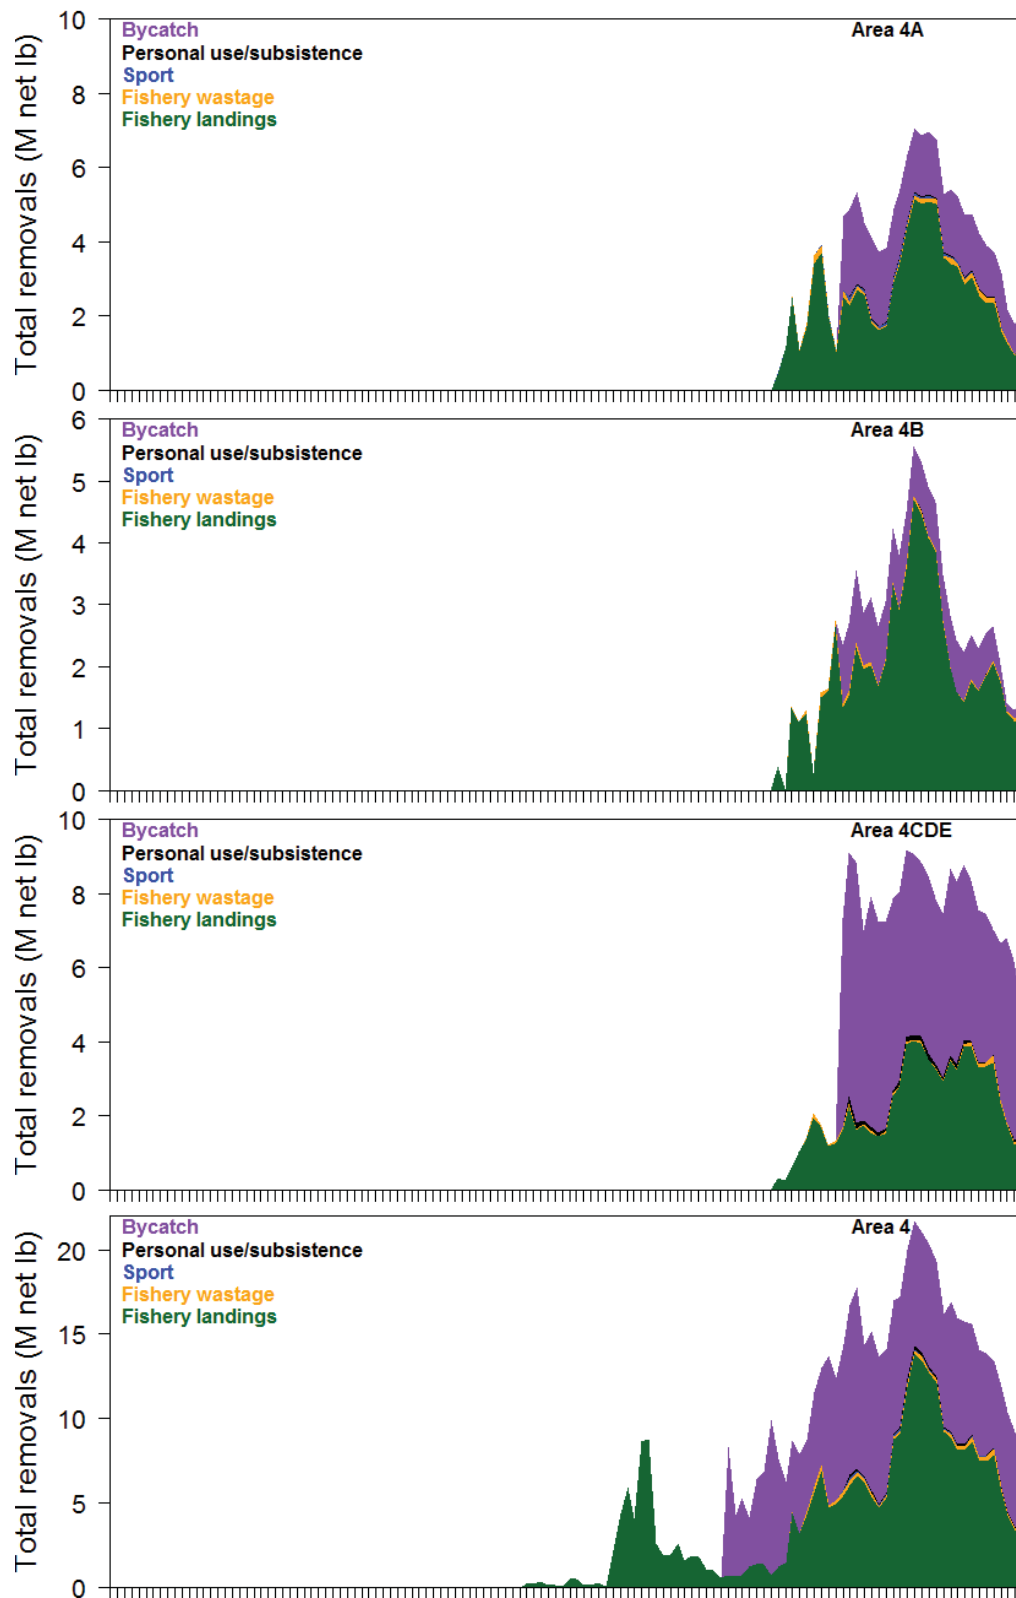 Total removals (M net lb)
10
8
6
4
2
0
Bycatch
Personal use/subsistence
Sport
Fishery wastage
Fishery landings
Area 4A
Total removals (M net lb)
6
5
4
3
2
1
0
Bycatch
Personal use/subsistence
Sport
Fishery wastage
Fishery landings
Area 4B
Total removals (M net lb)
10
8
6
4
2
0
Bycatch
Personal use/subsistence
Sport
Fishery wastage
Fishery landings
Area 4CDE
Total removals (M net lb)
20
15
10
5
0
Bycatch
Personal use/subsistence
Sport
Fishery wastage
Fishery landings
Area 4